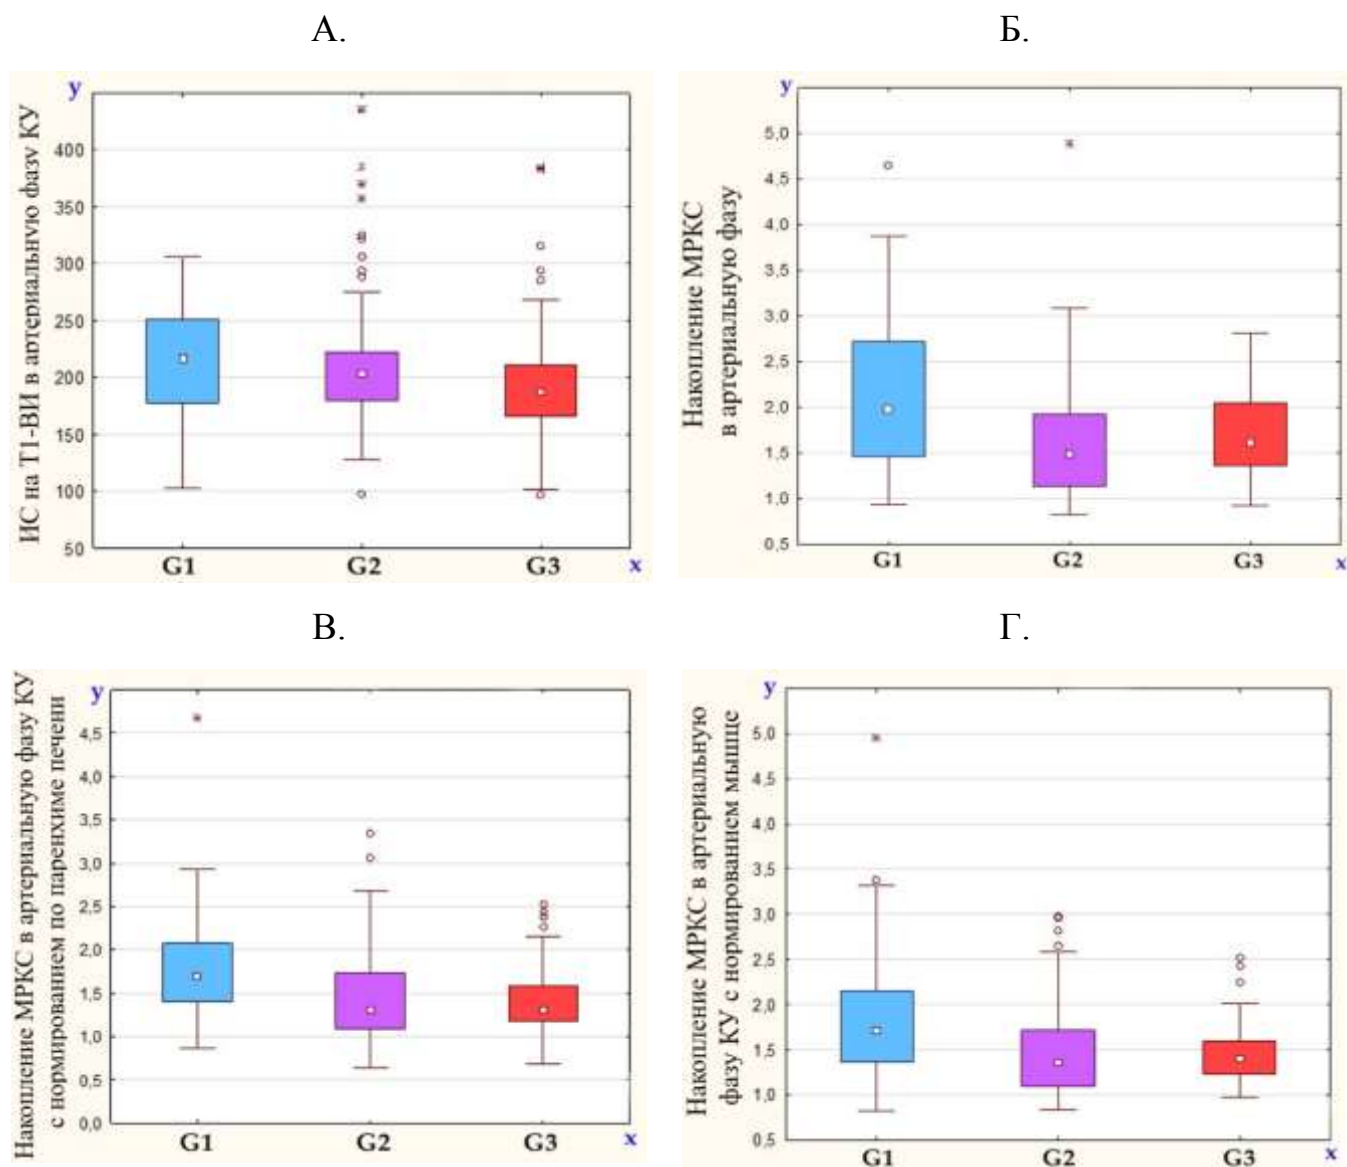 А.
Б.
y
ИС на Т1-ВИ в артериальную фазу КУ
400
350
300
250
200
150
100
50
G1
G2
G3
x
y
Накопление МРКС
в артериальную фазу
5.0
4.5
4.0
3.5
3.0
2.5
2.0
1.5
1.0
0.5
G1
G2
G3
x
В.
Г.
y
Накопление МРКС в артериальную фазу КУ
с нормированием по паренхиме печени
4,5
4,0
3,5
3,0
2,5
2,0
1,5
1,0
0,5
0,0
G1
G2
G3
x
y
Накопление МРКС в артериальную
фазу КУ с нормированием мышце
5,0
4,5
4,0
3,5
3,0
2,5
2,0
1,5
1,0
0,5
G1
G2
G3
x